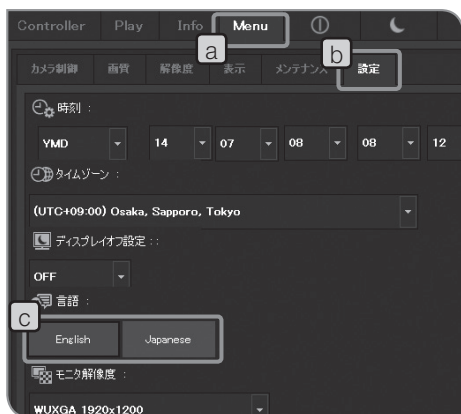 Controller Play Info Menu
a
b
カメラ制御 画質 解像度 表示 メンテナンス 設定
時刻 :
YMD 14 07 08 08 12
タイムゾーン :
(UTC+09:00) Osaka, Sapporo, Tokyo
ディスプレイオフ設定 ::
OFF
言語 :
c
English Japanese
モニタ解像度 :
WUXGA 1920x1200